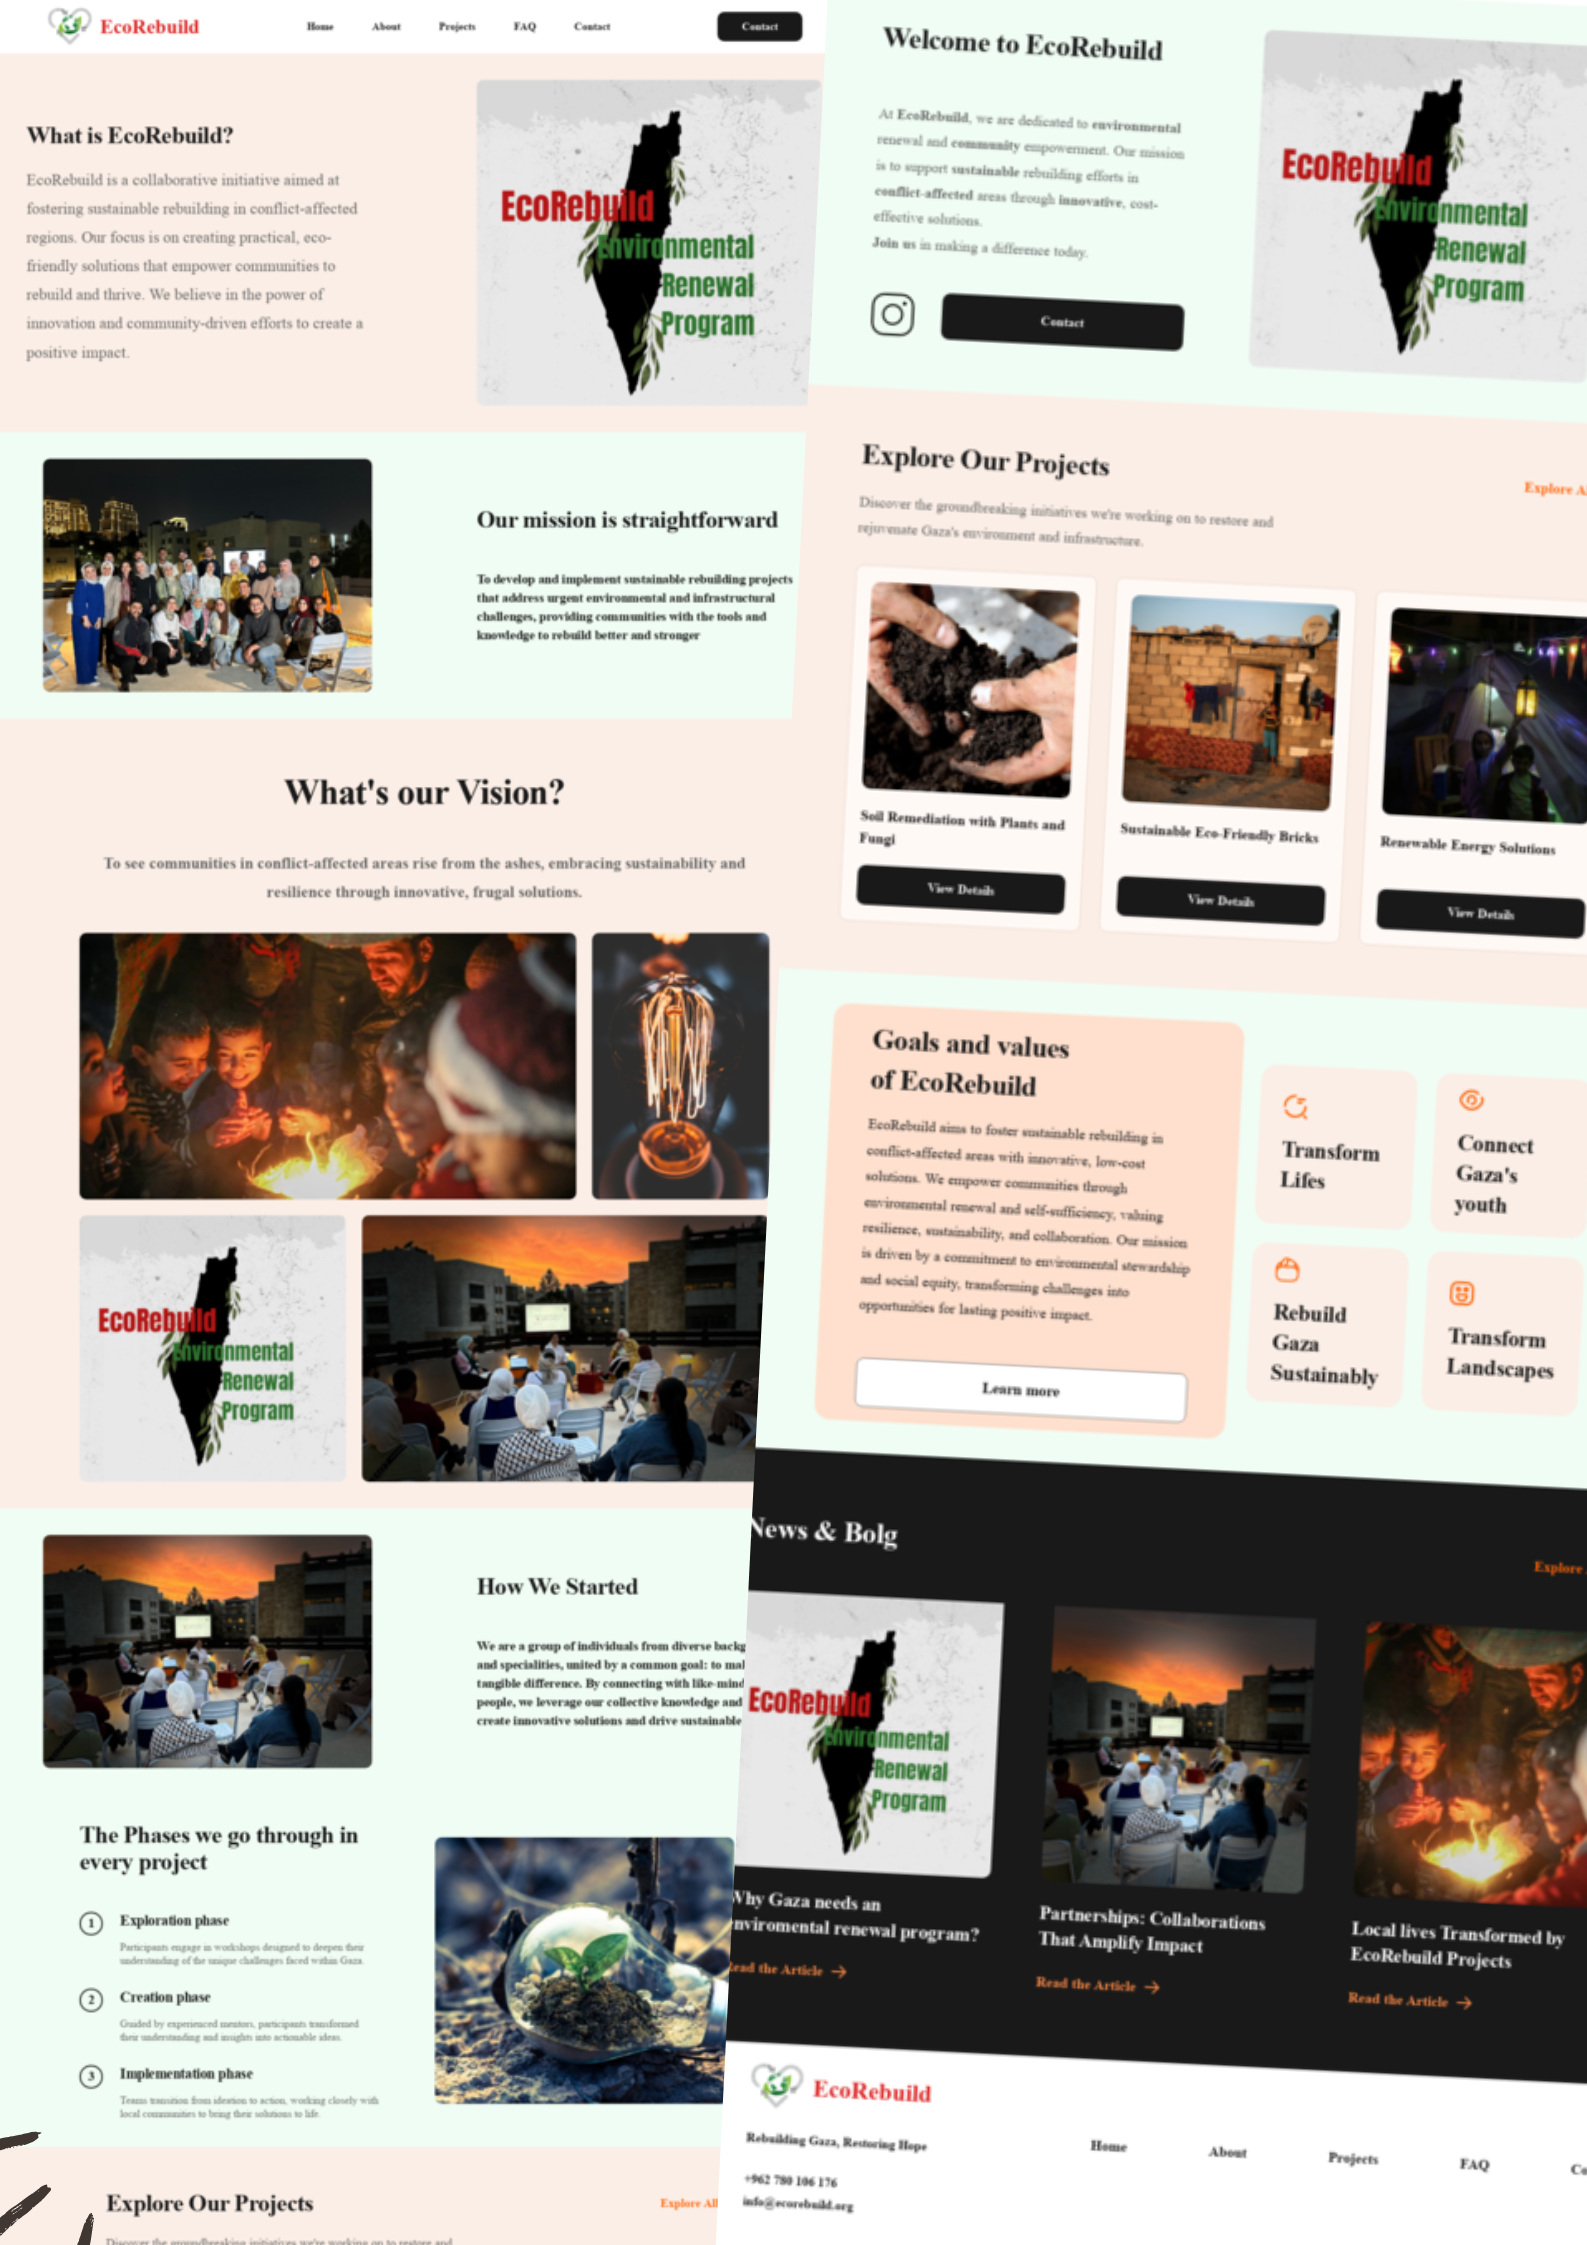 EcoRebuild
Home About Projects FAQ Contact
Contact
What is EcoRebuild?
EcoRebuild is a collaborative initiative aimed at
fostering sustainable rebuilding in conflict-affected
regions. Our focus is on creating practical, eco-
friendly solutions that empower communities to
rebuild and thrive. We believe in the power of
innovation and community-driven efforts to create a
positive impact.
EcoRebuild
Environmental
Renewal
Program
Our mission is straightforward
To develop and implement sustainable rebuilding projects
that address urgent environmental and infrastructural
challenges, providing communities with the tools and
knowledge to rebuild better and stronger
What's our Vision?
To see communities in conflict-affected areas rise from the ashes, embracing sustainability and
resilience through innovative, frugal solutions.
EcoRebuild
Environmental
Renewal
Program
How We Started
We are a group of individuals from diverse backg
and specialities, united by a common goal: to mal
tangible difference. By connecting with like-mind
people, we leverage our collective knowledge and
create innovative solutions and drive sustainable
The Phases we go through in
every project
1 Exploration phase
Participants engage in workshops designed to deepen their
understanding of the unique challenges faced within Gaza.
2 Creation phase
Guided by experienced mentors, participants transformed
their understanding and insights into actionable ideas.
3 Implementation phase
Teams transition from ideation to action, working closely with
local communities to bring their solutions to life.
Explore Our Projects
Explore All
Discover the groundbreaking initiatives we're working on to restore and
Welcome to EcoRebuild
At EcoRebuild, we are dedicated to environmental
renewal and community empowerment. Our mission
is to support sustainable rebuilding efforts in
conflict-affected areas through innovative, cost-
effective solutions.
Join us in making a difference today.
Contact
EcoRebuild
Environmental
Renewal
Program
Explore Our Projects
Explore Al
Discover the groundbreaking initiatives we're working on to restore and
rejuvenate Gaza's environment and infrastructure.
Soil Remediation with Plants and
Fungi
View Details
Sustainable Eco-Friendly Bricks
View Details
Renewable Energy Solutions
View Details
Goals and values
of EcoRebuild
EcoRebuild aims to foster sustainable rebuilding in
conflict-affected areas with innovative, low-cost
solutions. We empower communities through
environmental renewal and self-sufficiency, valuing
resilience, sustainability, and collaboration. Our mission
is driven by a commitment to environmental stewardship
and social equity, transforming challenges into
opportunities for lasting positive impact.
Learn more
Transform
Lifes
Connect
Gaza's
youth
Rebuild
Gaza
Sustainably
Transform
Landscapes
News & Bolg
Explore
EcoRebuild
Environmental
Renewal
Program
Why Gaza needs an
enviromental renewal program?
Read the Article
Partnerships: Collaborations
That Amplify Impact
Read the Article
Local lives Transformed by
EcoRebuild Projects
Read the Article
EcoRebuild
Rebuilding Gaza, Restoring Hope
Home About Projects FAQ Co
+962 780 106 176
info@ecorebuild.org